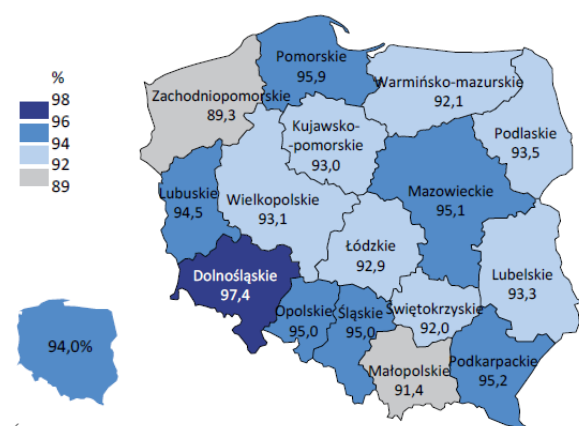 %
98
96
94
92
89
Pomorskie
95,9
Warmińsko-mazurskie
92,1
Zachodniopomorskie
89,3
Kujawsko-
-pomorskie
93,0
Podlaskie
93,5
Lubuskie
94,5
Wielkopolskie
93,1
Mazowieckie
95,1
Łódzkie
92,9
Dolnośląskie
97,4
Lubelskie
93,3
Opolskie
95,0
Śląskie
95,0
Świętokrzyskie
92,0
Małopolskie
91,4
Podkarpackie
95,2
94,0%